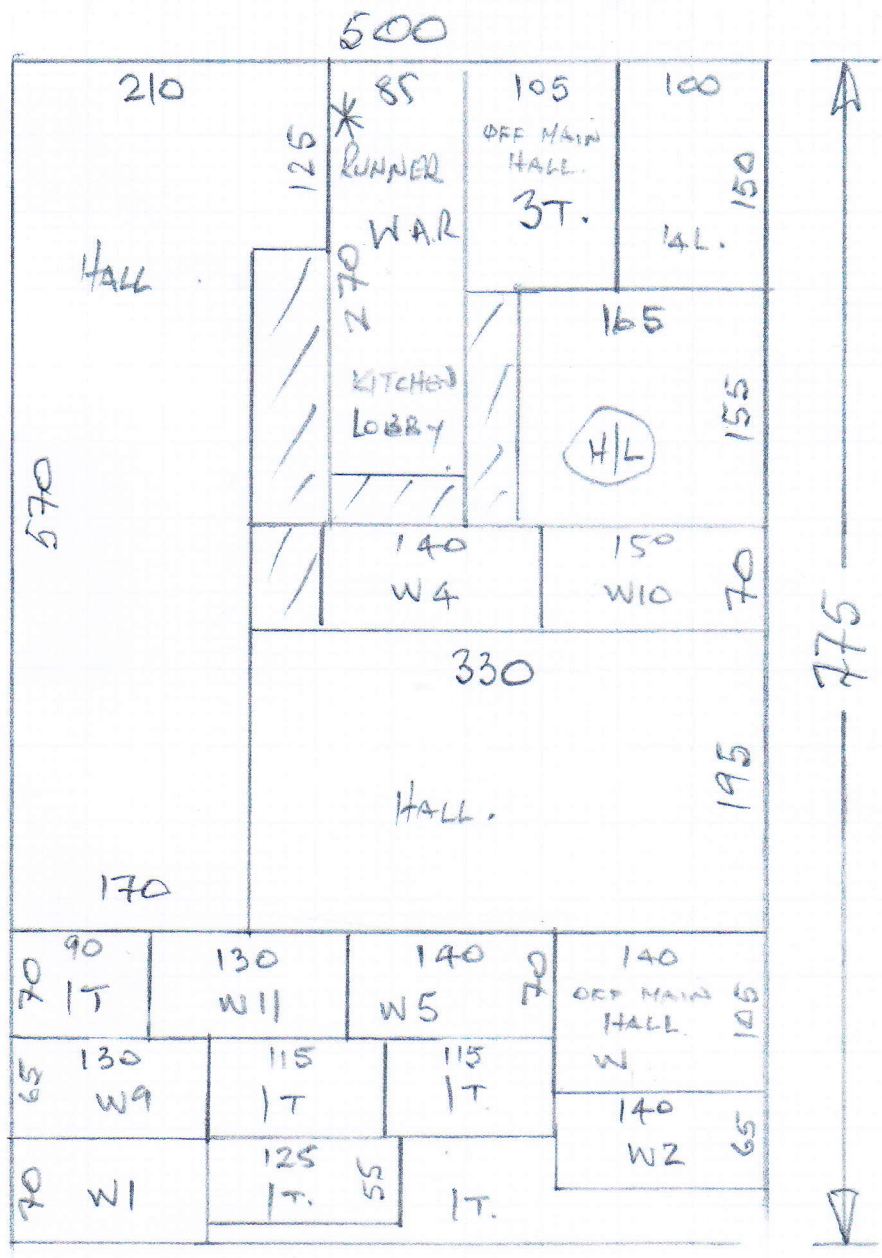 500
210
85
105
100
125
* RUNNER
OFF MAIN
HALL.
3T.
150
WAR
HALL
14L.
270
165
KITCHEN
LOBBY
155
H/L
570
140
150
W4
W10
70
775
330
195
HALL.
170
90
130
140
140
70
1T
W11
W5
70
OFF MAIN
HALL
105
W
130
115
115
65
W9
1T
1T
140
W2
65
125
70
W1
1T.
55
1T.